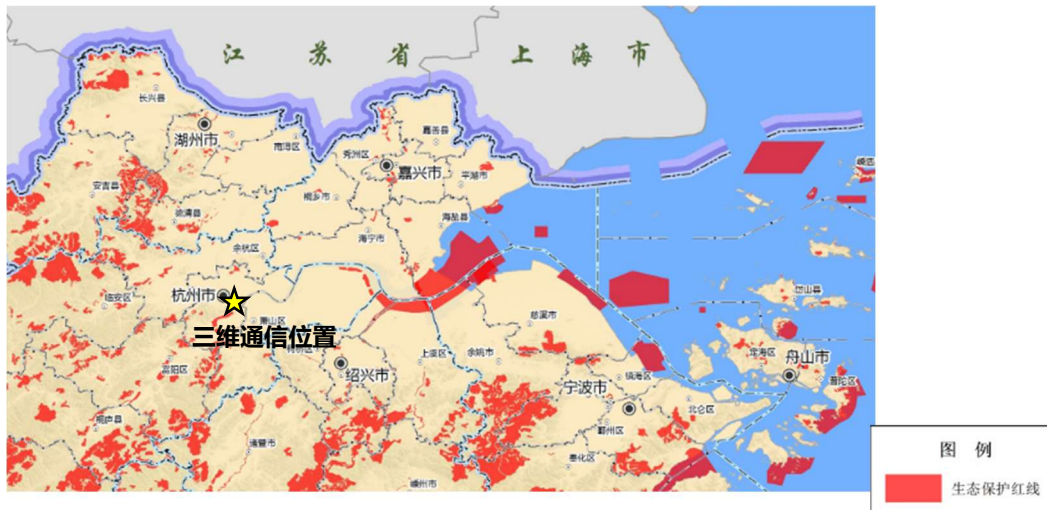 江 苏 省
上 海 市
长兴县
湖州市
南浔区
嘉善县
秀洲区
嘉兴市
平湖市
安吉县
德清县
桐乡市
海盐县
海宁市
余杭区
嵊泗
临安区
杭州市
萧山区
岱山县
三维通信位置
慈溪市
定海区
舟山市
富阳区
绍兴市
上虞区
余姚市
宁波市
镇海区
普陀区
桐庐县
北仑区
诸暨市
鄞州区
奉化区
嵊州市
图 例
生态保护红线